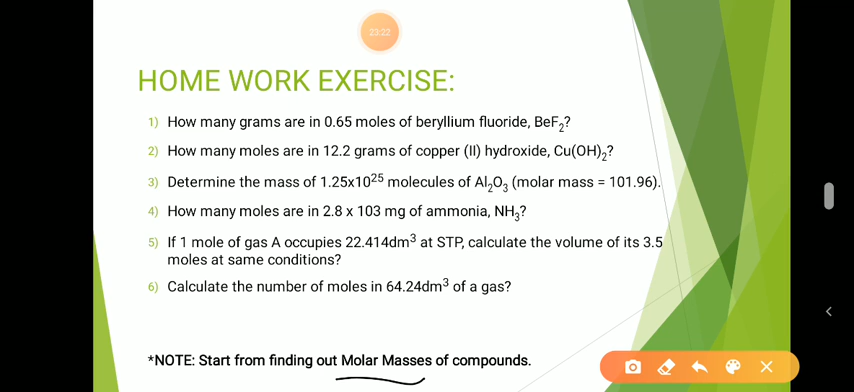 23:22
HOME WORK EXERCISE:
1) How many grams are in 0.65 moles of beryllium fluoride, BeF₂?
2) How many moles are in 12.2 grams of copper (II) hydroxide, Cu(OH)₂?
3) Determine the mass of 1.25x10²⁵ molecules of Al₂O₃ (molar mass = 101.96).
4) How many moles are in 2.8 x 103 mg of ammonia, NH₃?
5) If 1 mole of gas A occupies 22.414dm³ at STP, calculate the volume of its 3.5
moles at same conditions?
6) Calculate the number of moles in 64.24dm³ of a gas?
*NOTE: Start from finding out Molar Masses of compounds.